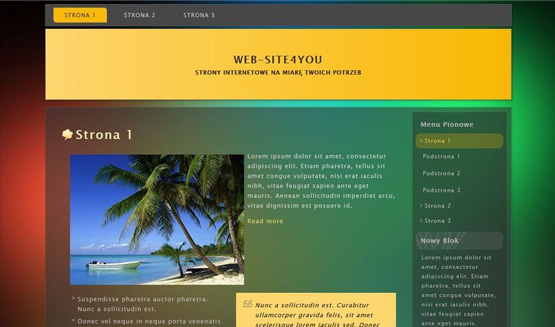 STRONA 1 STRONA 2 STRONA 3
WEB-SITE4YOU
STRONY INTERNETOWE NA MIARĘ TWOICH POTRZEB
Strona 1
Lorem ipsum dolor sit amet, consectetur
adipiscing elit. Etiam pharetra, tellus sit
amet congue vulputate, nisi erat iaculis
nibh, vitae feugiat sapien ante eget
mauris. Aenean sollicitudin imperdiet arcu,
vitae dignissim est posuere id.
Read more
Suspendisse pharetra auctor pharetra.
Nunc a sollicitudin est.
Donec vel neque in neque porta venenatis
Nunc a sollicitudin est. Curabitur
ullamcorper gravida felis, sit amet
scelerisque lorem iaculis sed. Donec
Menu Pionowe
Strona 1
Podstrona 1
Podstrona 2
Podstrona 3
Strona 2
Strona 3
Nowy Blok
Lorem ipsum dolor sit
amet, consectetur
adipiscing elit. Etiam
pharetra, tellus sit
amet congue
vulputate, nisi erat
iaculis nibh, vitae